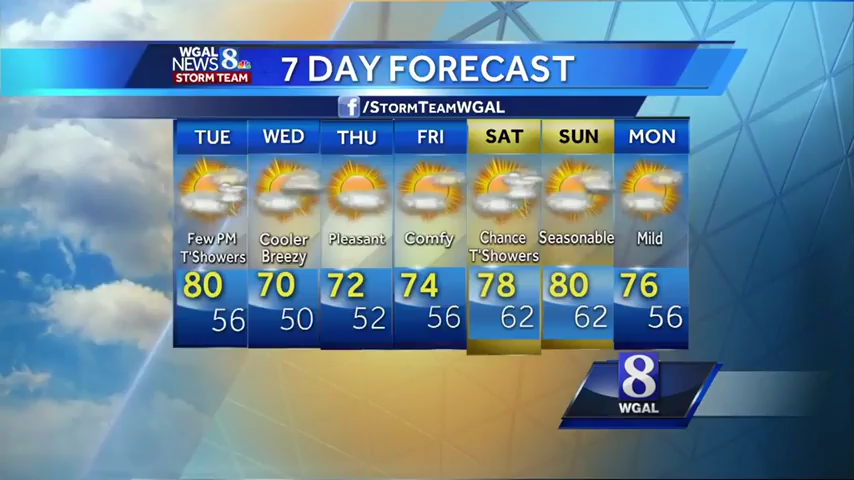 WGAL
NEWS 8
STORM TEAM
7 DAY FORECAST
f /STORMTEAMWGAL
TUE WED THU FRI SAT SUN MON
Few PM T'Showers
Cooler Breezy
Pleasant
Comfy
Chance T'Showers
Seasonable
Mild
80 70 72 74 78 80 76
56 50 52 56 62 62 56
8
WGAL